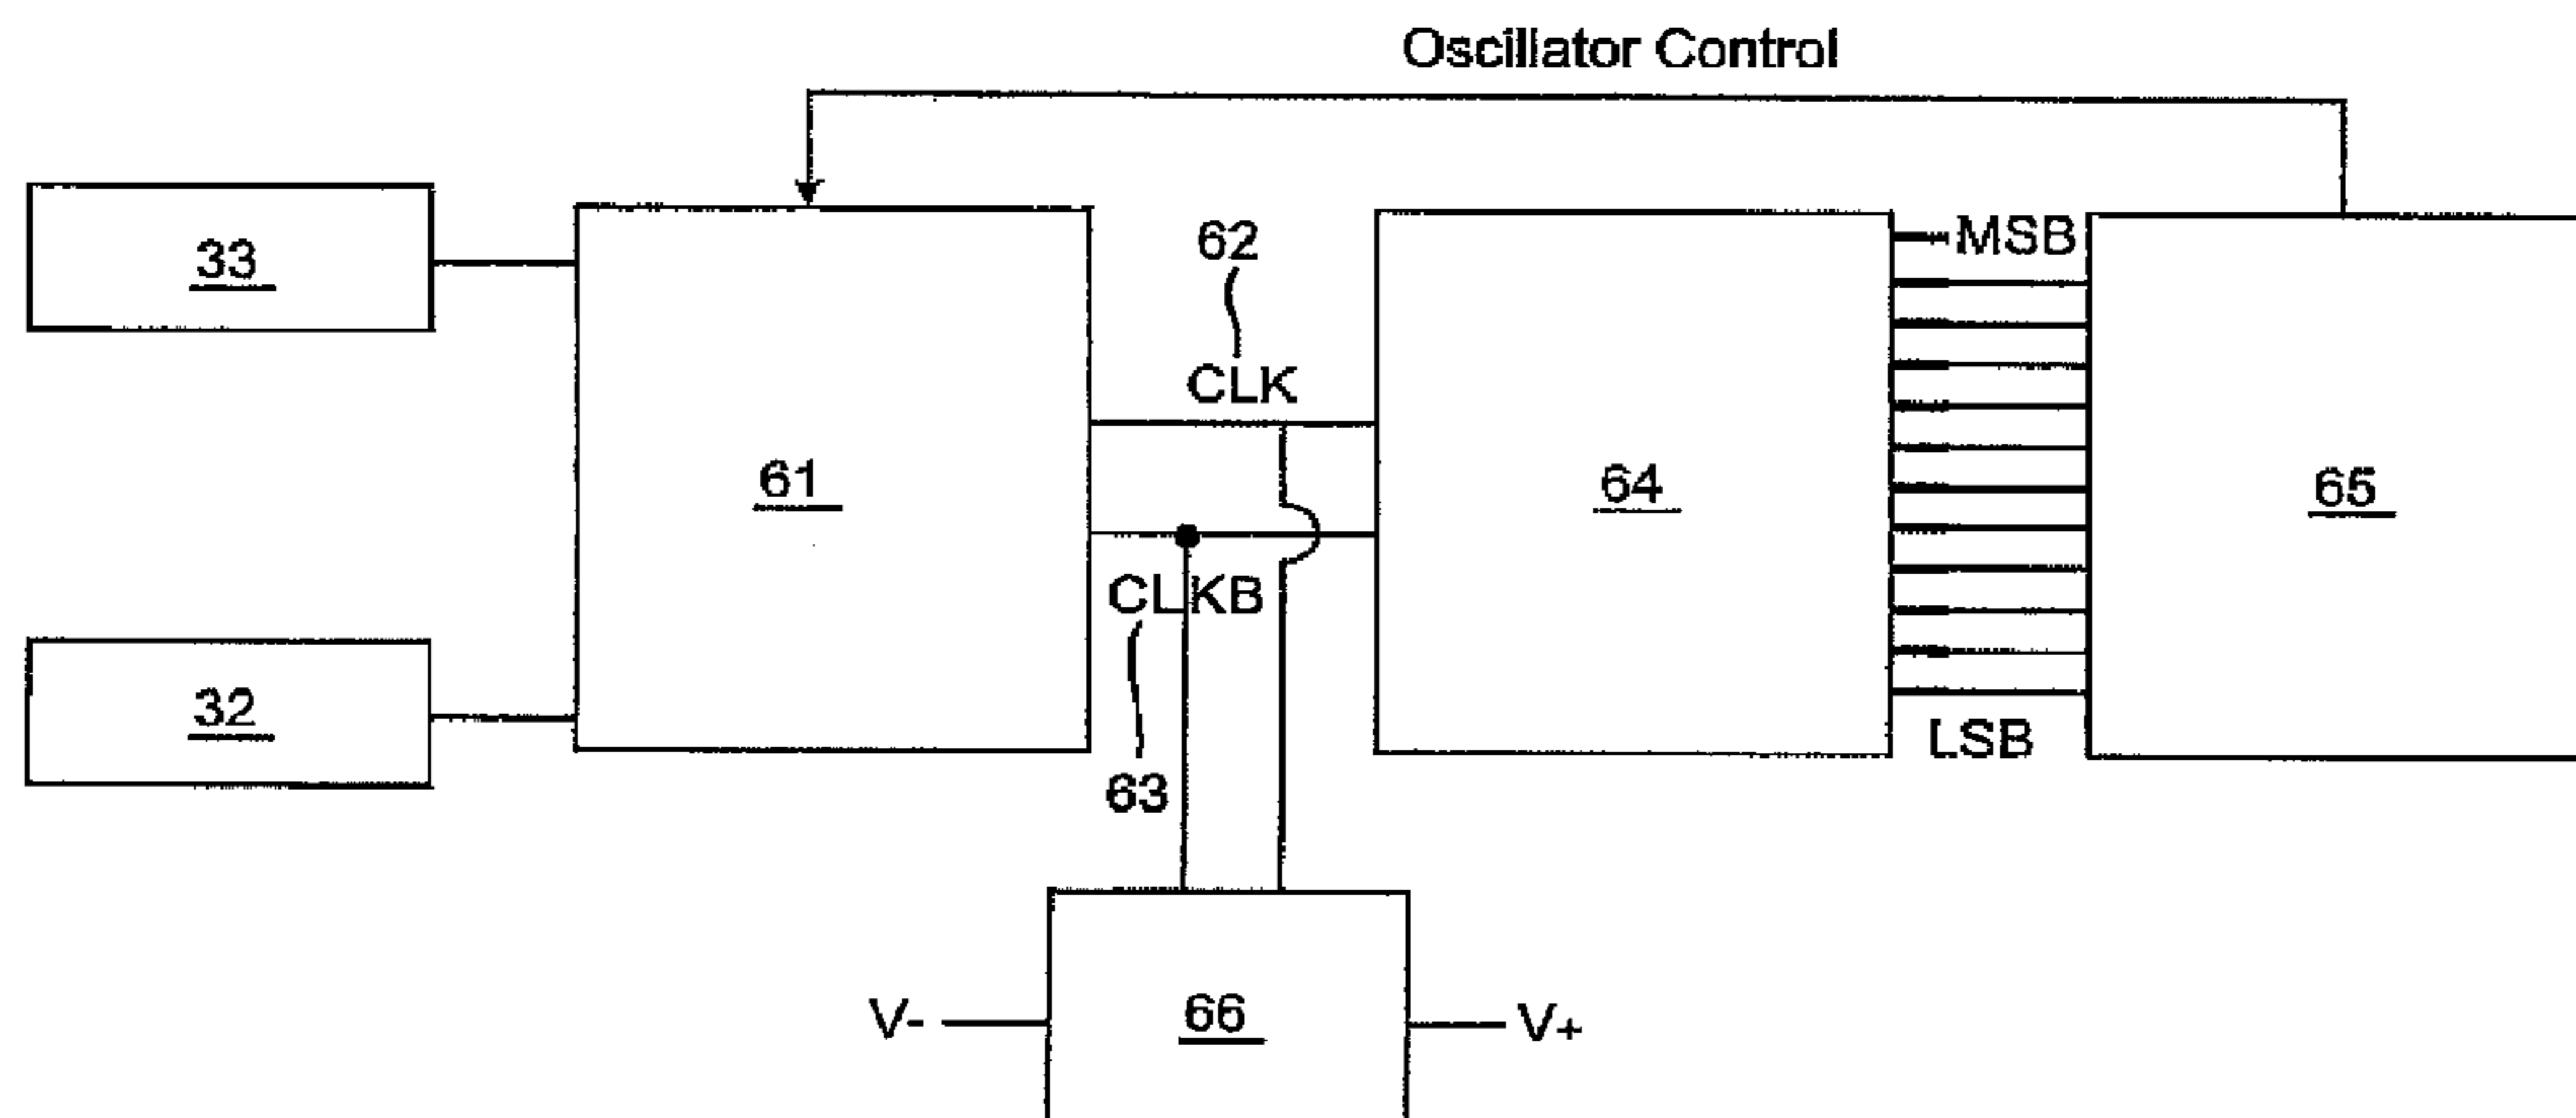 Oscillator Control
33
62
MSB
CLK
61
64
65
CLKB
32
LSB
63
V-
66
V+